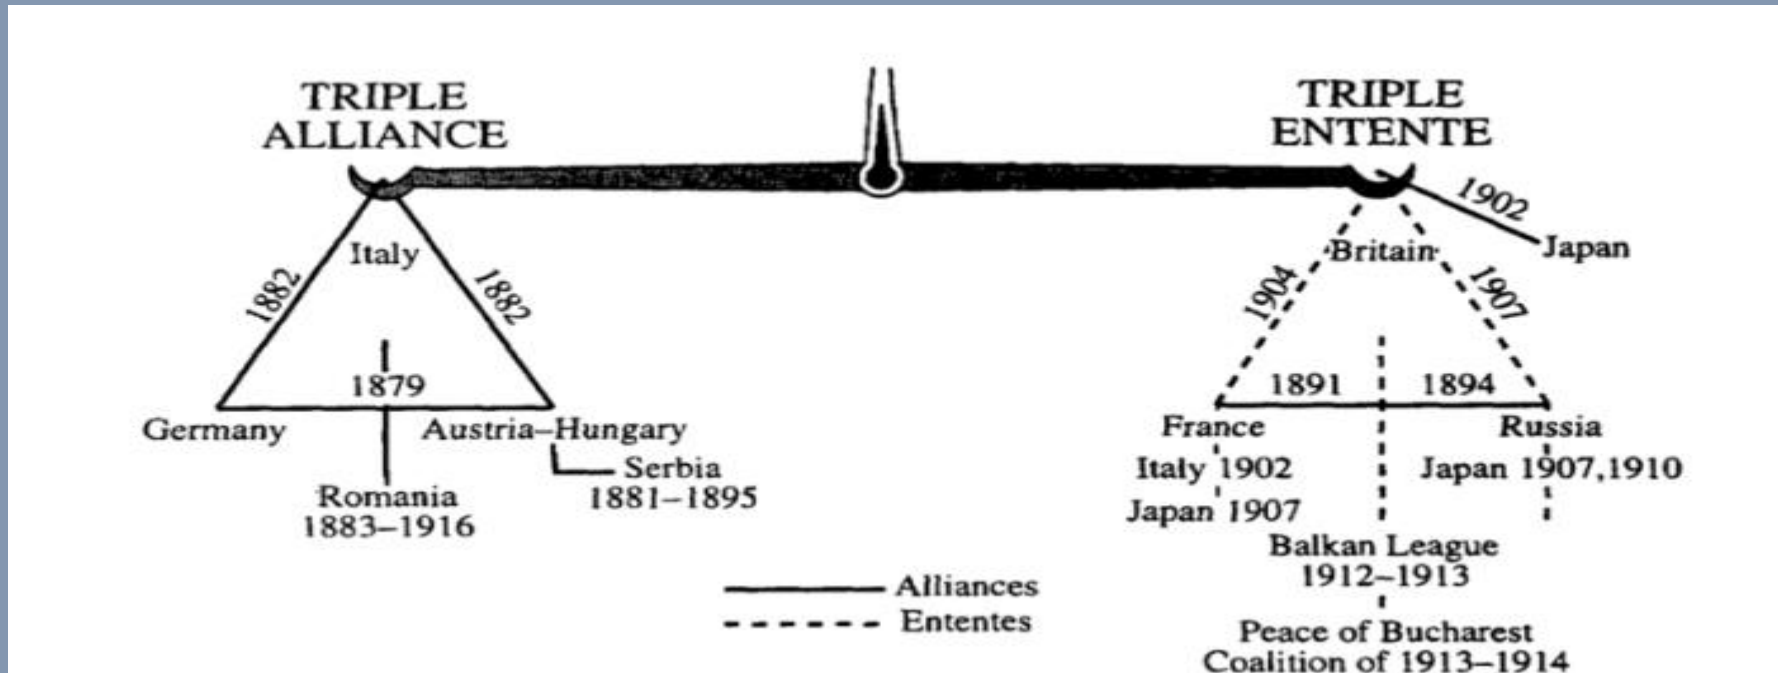 TRIPLE
ALLIANCE
TRIPLE
ENTENTE
1902
Japan
Italy
Britain
1882
1882
1904
1907
1879
1891
1894
Germany
Austria–Hungary
France
Russia
Serbia
1881–1895
Italy 1902
Japan 1907,1910
Romania
1883–1916
Japan 1907
Balkan League
1912–1913
Alliances
Ententes
Peace of Bucharest
Coalition of 1913–1914